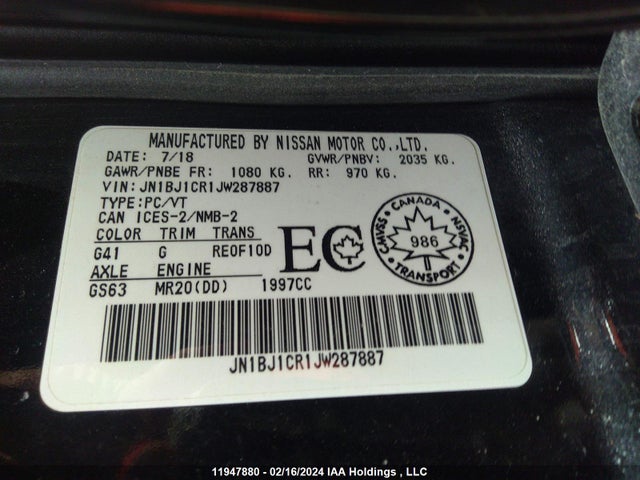 MANUFACTURED BY NISSAN MOTOR CO.,LTD.
DATE: 7/18 GVWR/PNBV: 2035 KG.
GAWR/PNBE FR: 1080 KG. RR: 970 KG.
VIN: JN1BJ1CR1JW287887
TYPE:PC/VT
CAN ICES-2/NMB-2
COLOR TRIM TRANS
G41 G RE0F10D
AXLE ENGINE
GS63 MR20(DD) 1997CC
EC
CANADA
CMVSS NSVAC
986
TRANSPORT
JN1BJ1CR1JW287887
11947880 - 02/16/2024 IAA Holdings , LLC